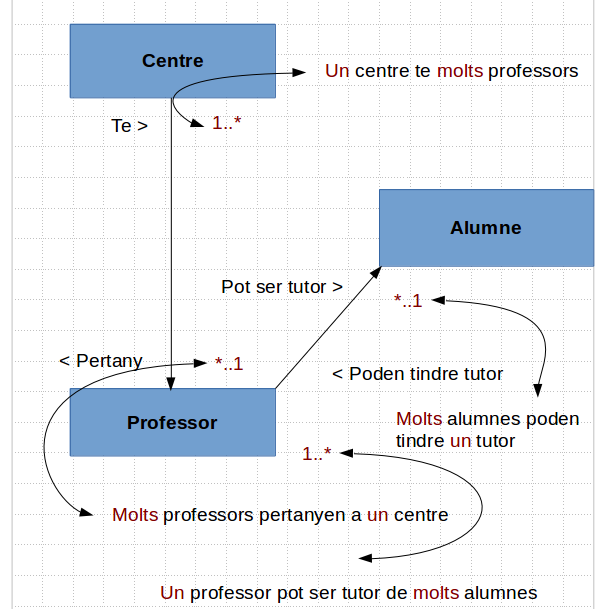 Centre
Un centre te molts professors
Te >
1..*
Alumne
Pot ser tutor >
*..1
< Pertany
*..1
< Poden tindre tutor
Professor
Molts alumnes poden
tindre un tutor
1..*
Molts professors pertanyen a un centre
Un professor pot ser tutor de molts alumnes